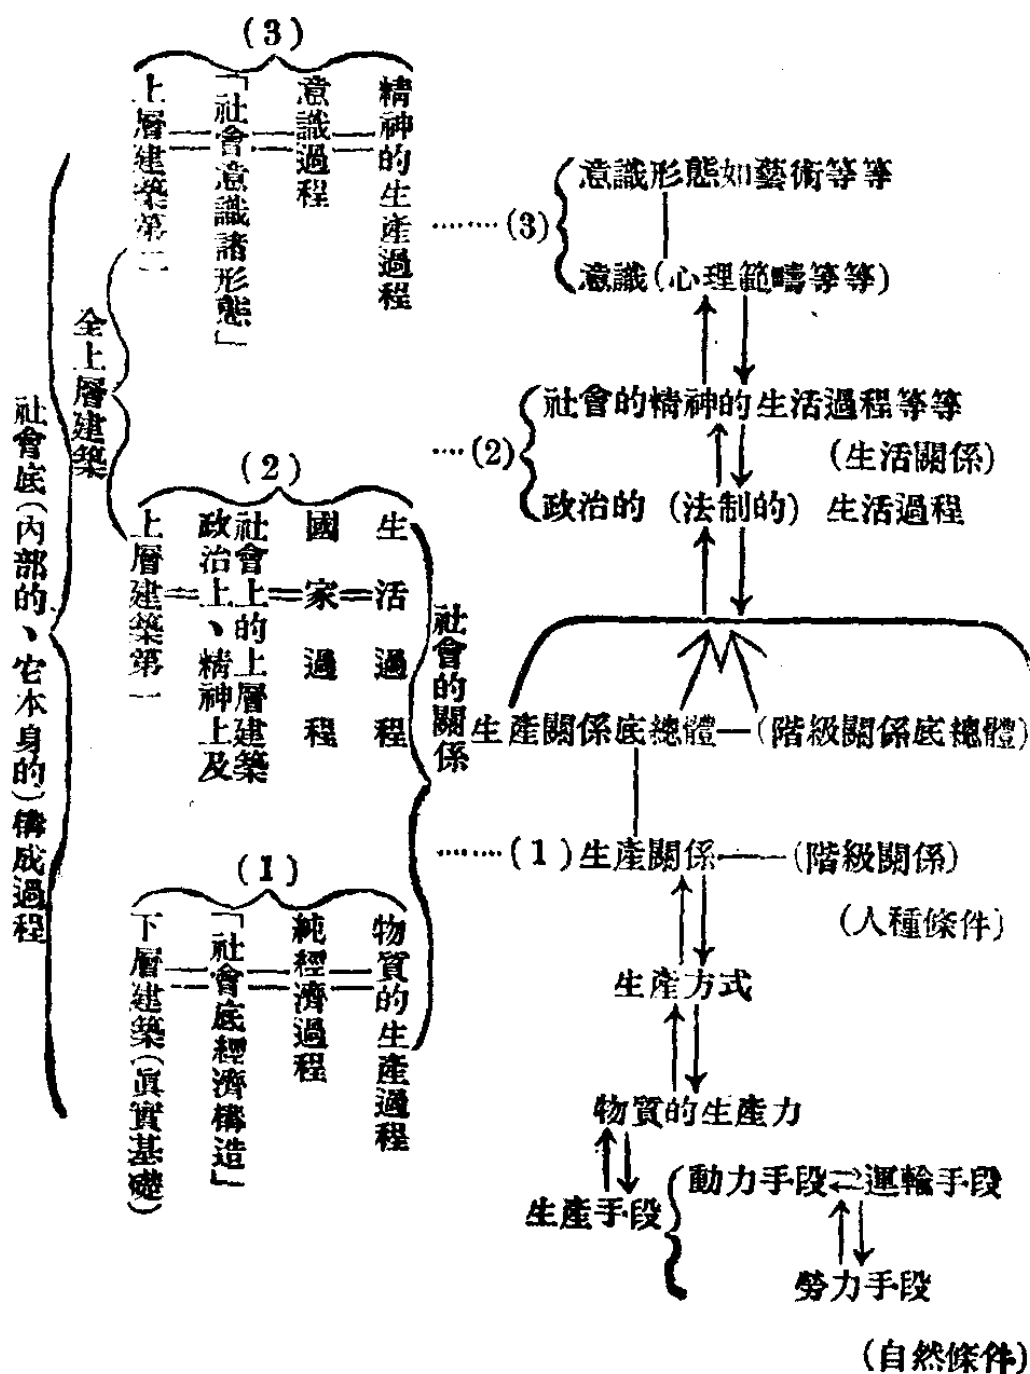 (3)
精神的生產過程
意識過程
「社會意識諸形態」
上層建築第二
(2)
生活過程
國家過程
社會上的上層建築
政治上、精神上及
上層建築第一
(1)
物質的生產過程
純經濟過程
「社會底經濟構造」
下層建築(眞實基礎)
社會的關係
全上層建築
社會底(內部的、它本身的)構成過程
意識形態如藝術等等
(3)
意識(心理範疇等等)
社會的精神的生活過程等等
(2)
(生活關係)
政治的 (法制的) 生活過程
生產關係底總體—(階級關係底總體)
(1)生產關係——(階級關係)
(人種條件)
生產方式
物質的生產力
動力手段⇄運輸手段
生產手段
勞力手段
(自然條件)